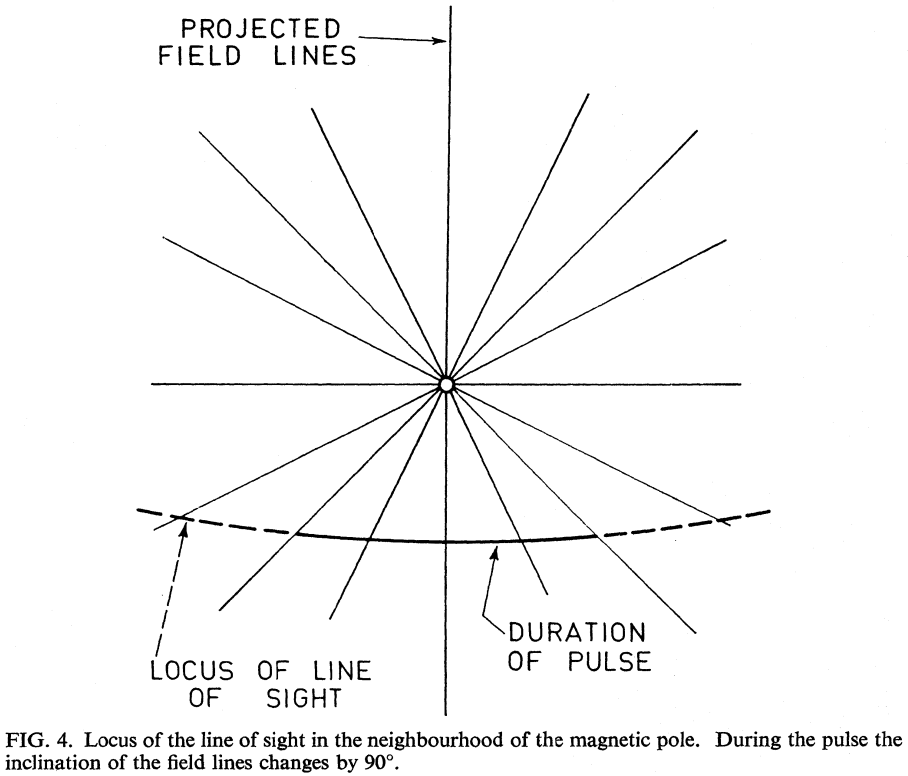 PROJECTED
FIELD LINES
LOCUS OF LINE
OF SIGHT
DURATION
OF PULSE
FIG. 4. Locus of the line of sight in the neighbourhood of the magnetic pole. During the pulse the
inclination of the field lines changes by 90°.